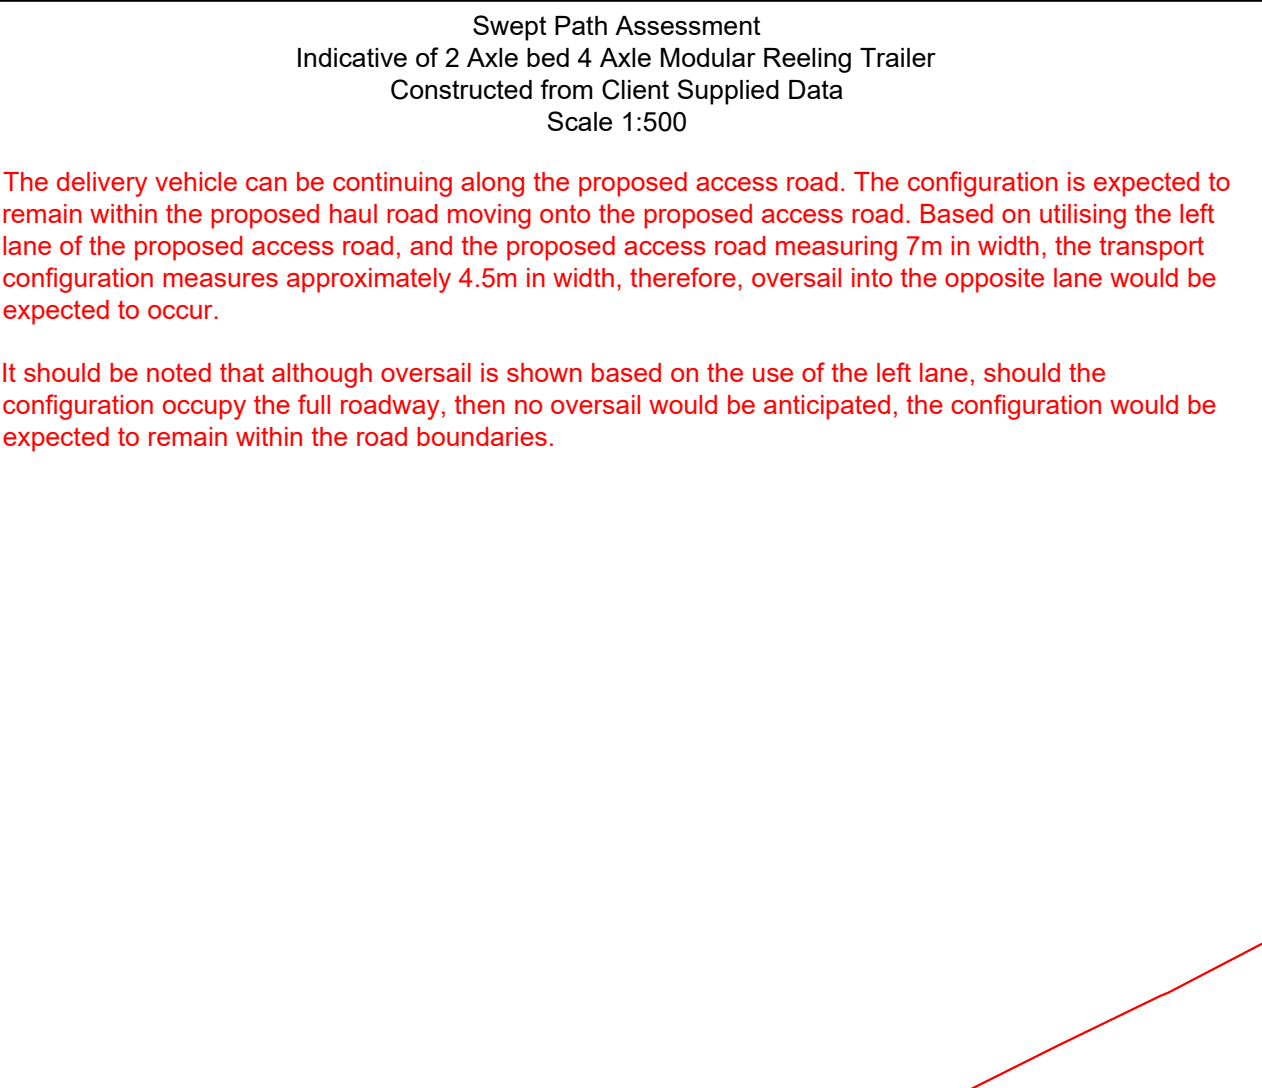 Swept Path Assessment
Indicative of 2 Axle bed 4 Axle Modular Reeling Trailer
Constructed from Client Supplied Data
Scale 1:500
The delivery vehicle can be continuing along the proposed access road. The configuration is expected to
remain within the proposed haul road moving onto the proposed access road. Based on utilising the left
lane of the proposed access road, and the proposed access road measuring 7m in width, the transport
configuration measures approximately 4.5m in width, therefore, oversail into the opposite lane would be
expected to occur.
It should be noted that although oversail is shown based on the use of the left lane, should the
configuration occupy the full roadway, then no oversail would be anticipated, the configuration would be
expected to remain within the road boundaries.